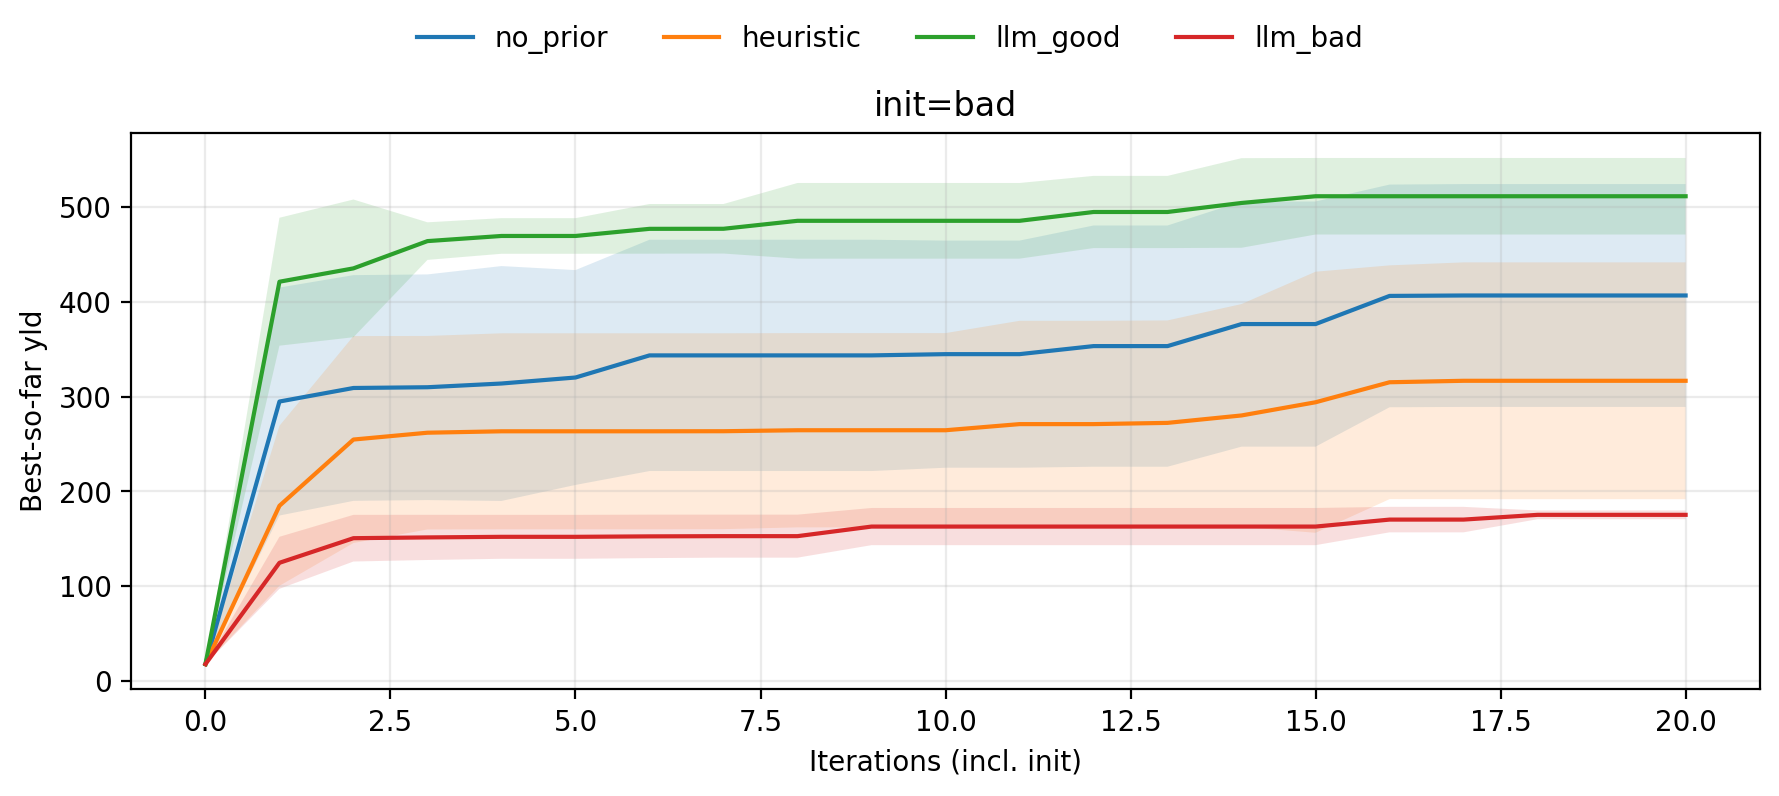 no_prior heuristic llm_good llm_bad
init=bad
Best-so-far yld
500
400
300
200
100
0
0.0 2.5 5.0 7.5 10.0 12.5 15.0 17.5 20.0
Iterations (incl. init)